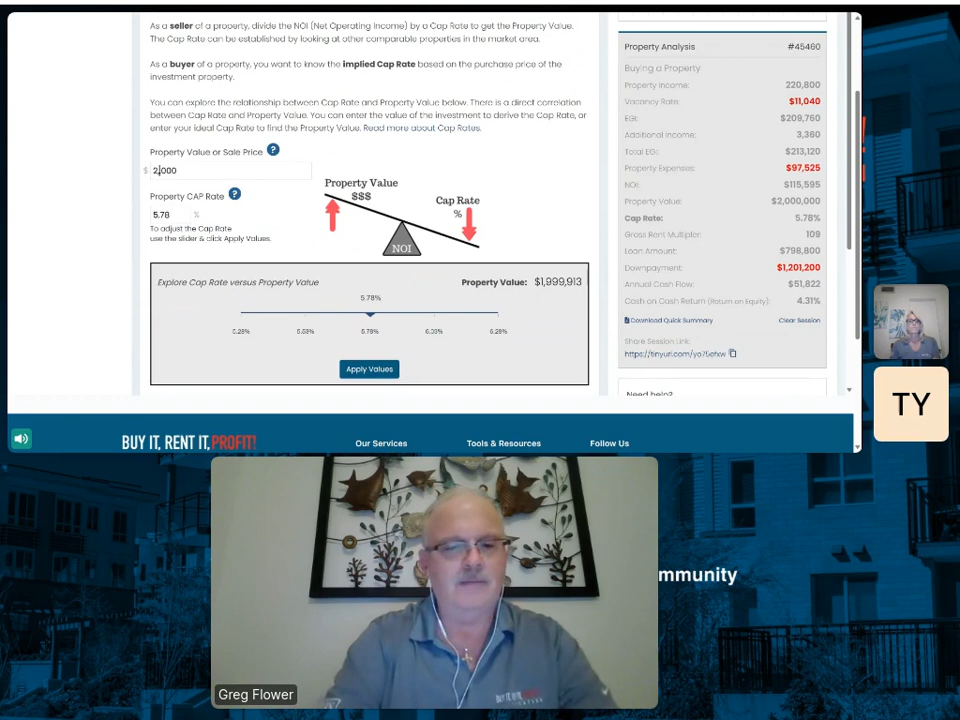 As a seller of a property, divide the NOI (Net Operating Income) by a Cap Rate to get the Property Value.
The Cap Rate can be established by looking at other comparable properties in the market area.
As a buyer of a property, you want to know the implied Cap Rate based on the purchase price of the
investment property.
You can explore the relationship between Cap Rate and Property Value below. There is a direct correlation
between Cap Rate and Property Value. You can enter the value of the investment to derive the Cap Rate, or
enter your ideal Cap Rate to find the Property Value. Read more about Cap Rates.
Property Value or Sale Price ?
$ 2,000
Property CAP Rate ?
5.78 %
To adjust the Cap Rate
use the slider & click Apply Values.
Property Value
$$$
Cap Rate
%
NOI
Explore Cap Rate versus Property Value
Property Value: $1,999,913
5.78%
5.28% 5.53% 5.78% 6.03% 6.28%
Apply Values
Property Analysis #45460
Buying a Property
Property Income: 220,800
Vacancy Rate: $11,040
EGI: $209,760
Additional Income: 3,360
Total EGI: $213,120
Property Expenses: $97,525
NOI: $115,595
Property Value: $2,000,000
Cap Rate: 5.78%
Gross Rent Multiplier: 109
Loan Amount: $798,800
Downpayment: $1,201,200
Annual Cash Flow: $51,822
Cash on Cash Return (Return on Equity): 4.31%
Download Quick Summary Clear Session
Share Session Link:
Need help?
BUY IT, RENT IT, PROFIT!
Our Services Tools & Resources Follow Us
TY
mmunity
Greg Flower